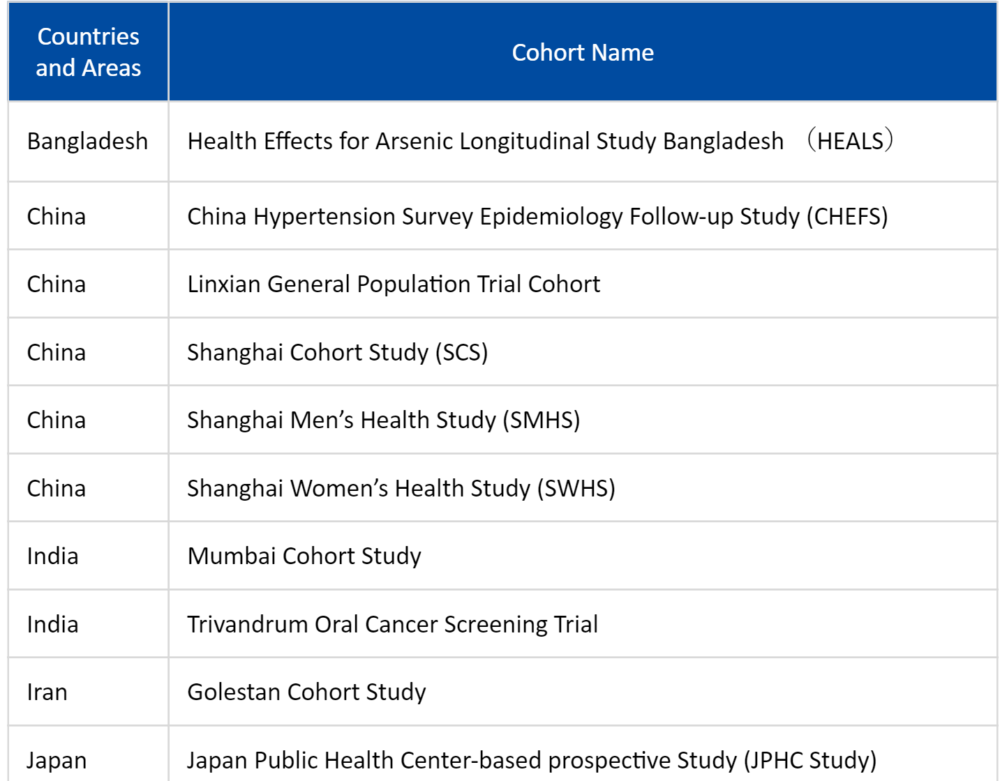 Countries
and Areas
Cohort Name
Bangladesh
Health Effects for Arsenic Longitudinal Study Bangladesh （HEALS）
China
China Hypertension Survey Epidemiology Follow-up Study (CHEFS)
China
Linxian General Population Trial Cohort
China
Shanghai Cohort Study (SCS)
China
Shanghai Men’s Health Study (SMHS)
China
Shanghai Women’s Health Study (SWHS)
India
Mumbai Cohort Study
India
Trivandrum Oral Cancer Screening Trial
Iran
Golestan Cohort Study
Japan
Japan Public Health Center-based prospective Study (JPHC Study)